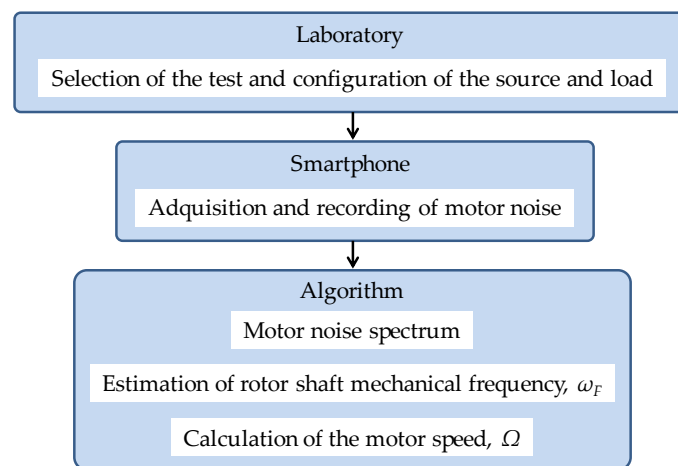 Laboratory
Selection of the test and configuration of the source and load
Smartphone
Adquisition and recording of motor noise
Algorithm
Motor noise spectrum
Estimation of rotor shaft mechanical frequency, ω_F
Calculation of the motor speed, Ω